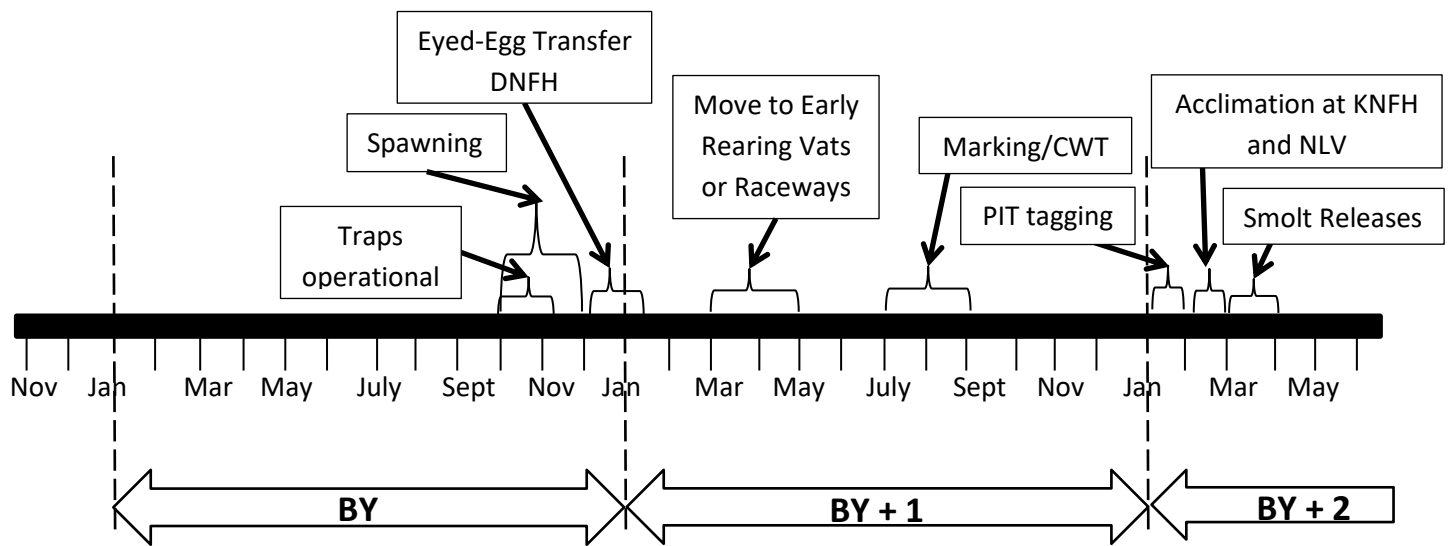 Eyed-Egg Transfer
DNFH
Spawning
Traps
operational
Move to Early
Rearing Vats
or Raceways
Marking/CWT
PIT tagging
Acclimation at KNFH
and NLV
Smolt Releases
Nov Jan Mar May July Sept Nov Jan Mar May July Sept Nov Jan Mar May
BY BY + 1 BY + 2